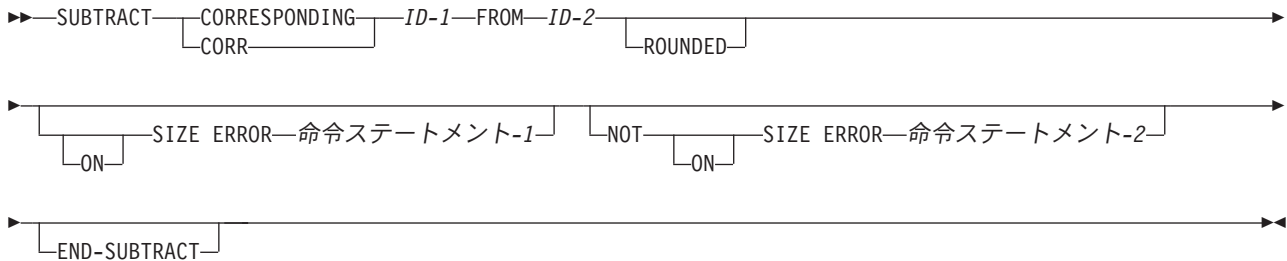 SUBTRACT CORRESPONDING ID-1 FROM ID-2
CORR ROUNDED
SIZE ERROR 命令ステートメント-1 NOT SIZE ERROR 命令ステートメント-2
ON ON
END-SUBTRACT